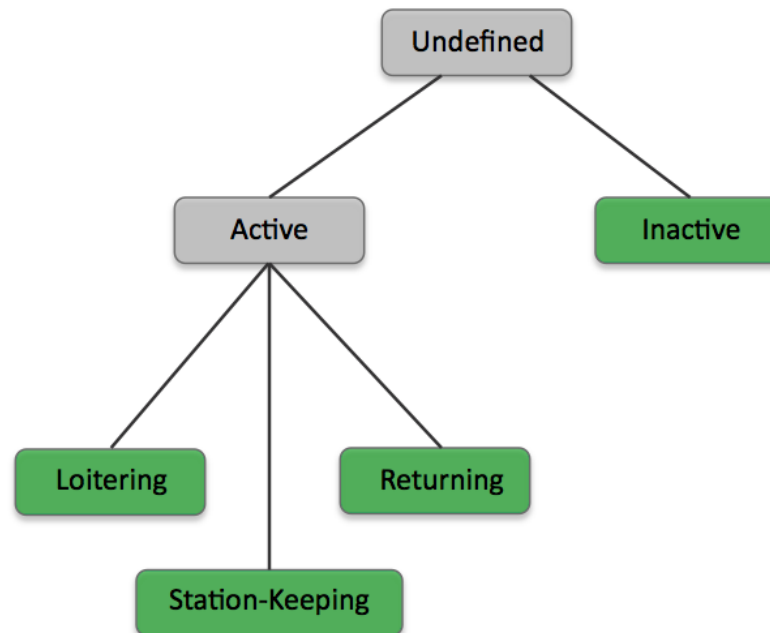 Undefined
Active
Inactive
Loitering
Returning
Station-Keeping